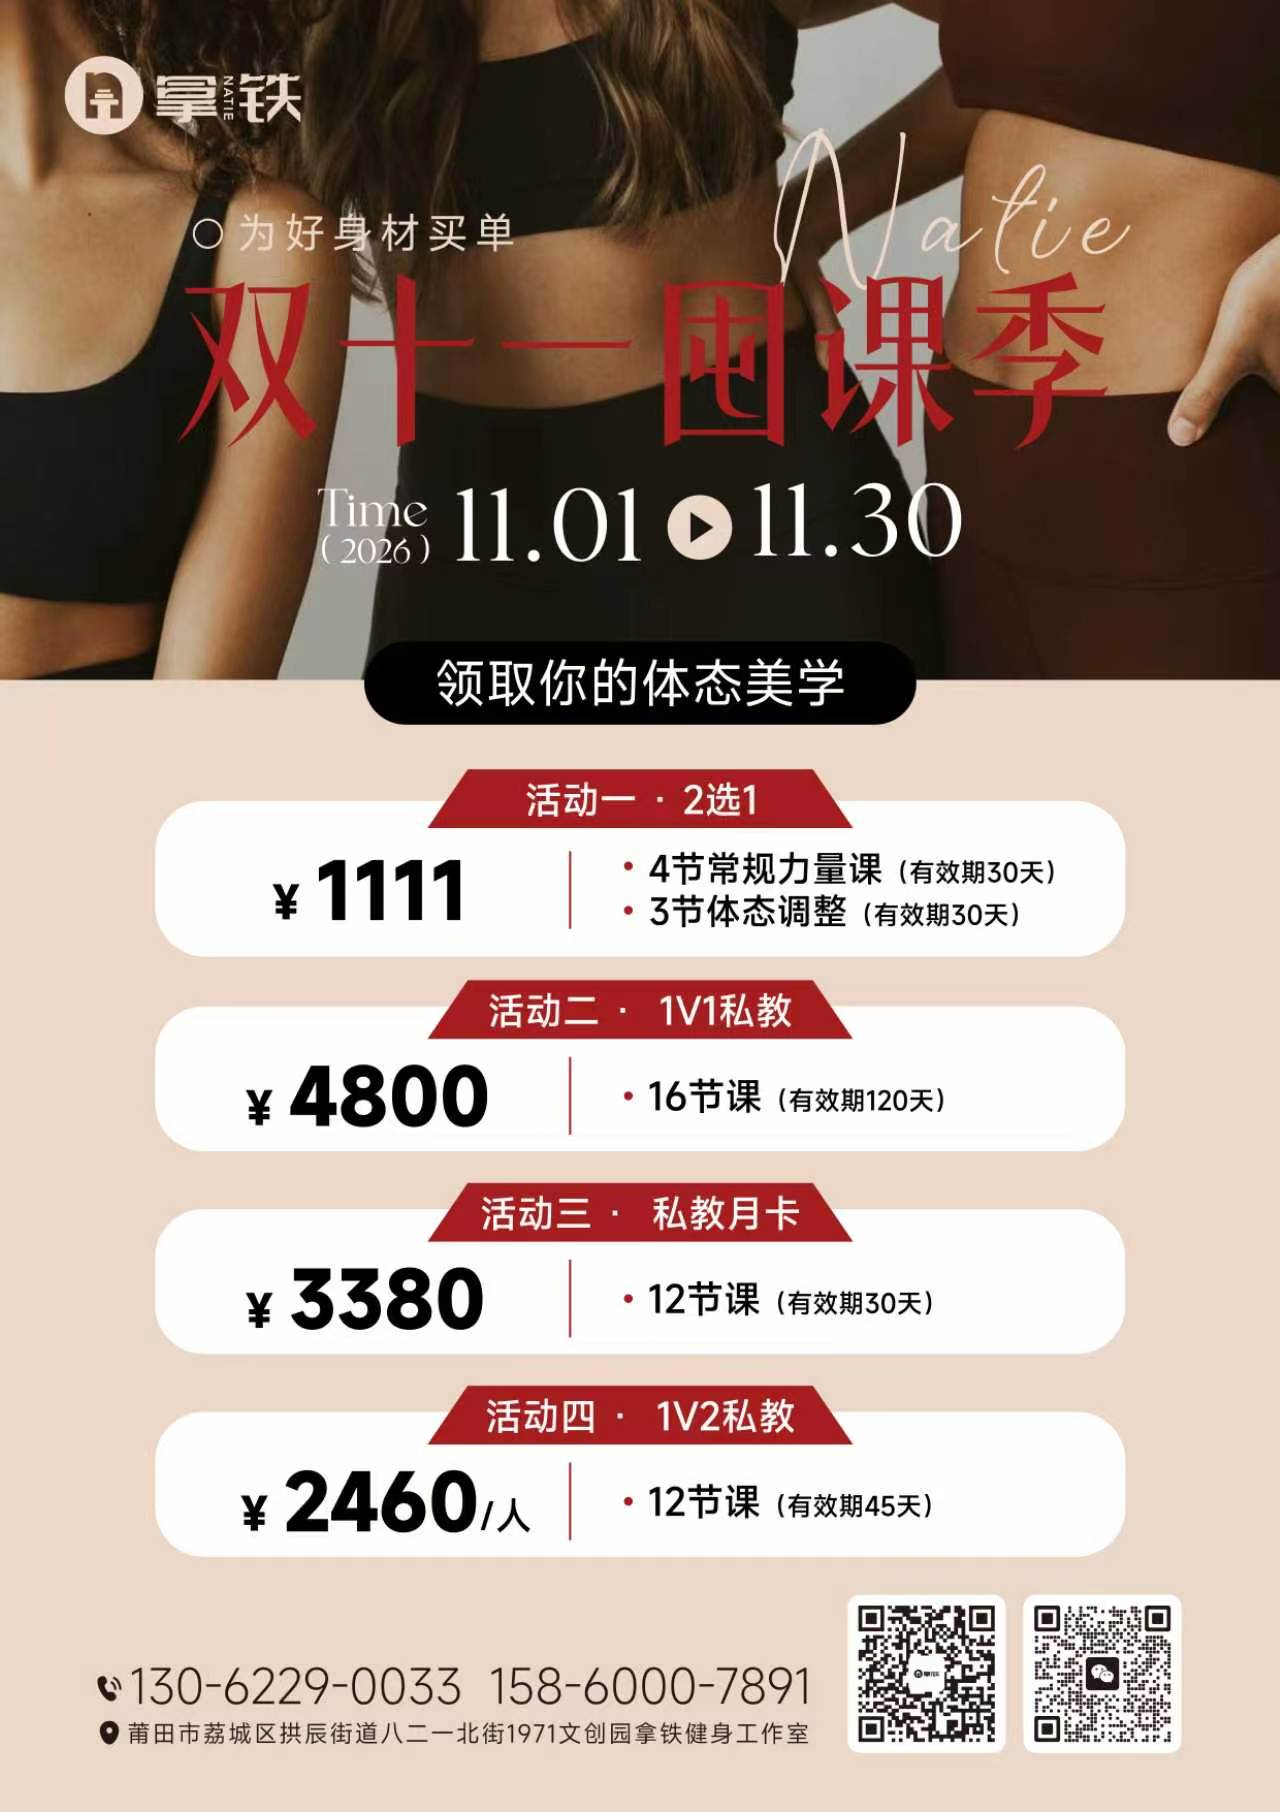 拿铁
NATIE
Natie
为好身材买单
双十一囤课季
Time
(2026)
11.01 11.30
领取你的体态美学
活动一 · 2选1
¥ 1111
• 4节常规力量课（有效期30天）
• 3节体态调整（有效期30天）
活动二 · 1V1私教
¥ 4800
• 16节课（有效期120天）
活动三 · 私教月卡
¥ 3380
• 12节课（有效期30天）
活动四 · 1V2私教
¥ 2460/人
• 12节课（有效期45天）
130-6229-0033 158-6000-7891
莆田市荔城区拱辰街道八二一北街1971文创园拿铁健身工作室